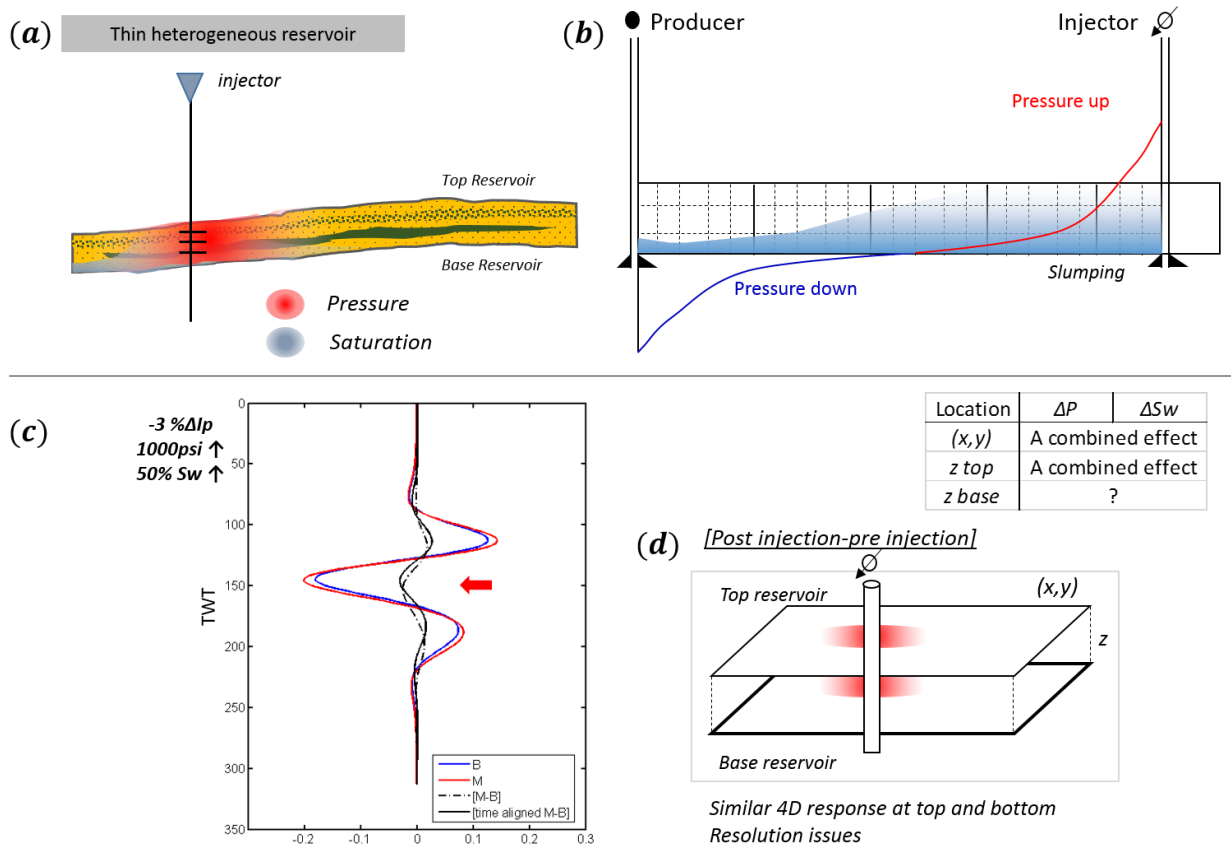 (a)
Thin heterogeneous reservoir
injector
Top Reservoir
Base Reservoir
Pressure
Saturation
(b)
Producer
Injector
Pressure up
Slumping
Pressure down
(c)
-3 %ΔIp
1000psi ↑
50% Sw ↑
0
50
100
150
200
250
300
350
TWT
-0.2
-0.1
0
0.1
0.2
0.3
B
M
[M-B]
[time aligned M-B]
Location ΔP ΔSw
(x,y) A combined effect
z top A combined effect
z base ?
(d)
[Post injection-pre injection]
Top reservoir
(x,y)
z
Base reservoir
Similar 4D response at top and bottom
Resolution issues